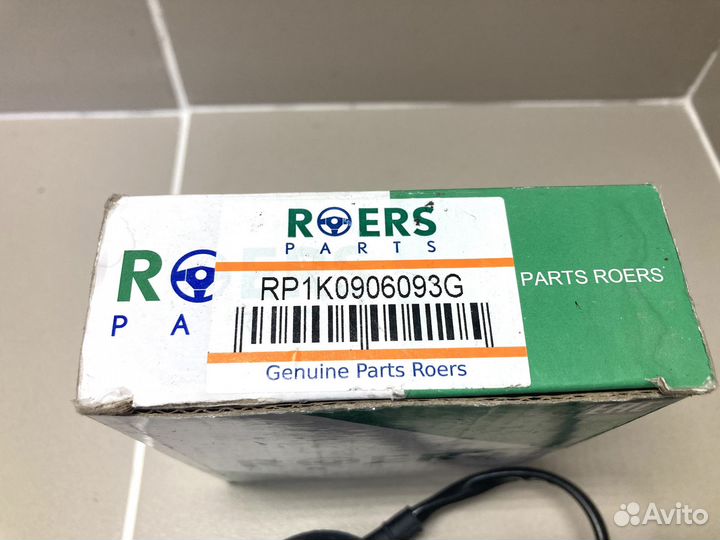 ROERS
PARTS
RP1K0906093G
Genuine Parts Roers
PARTS ROERS
Avito